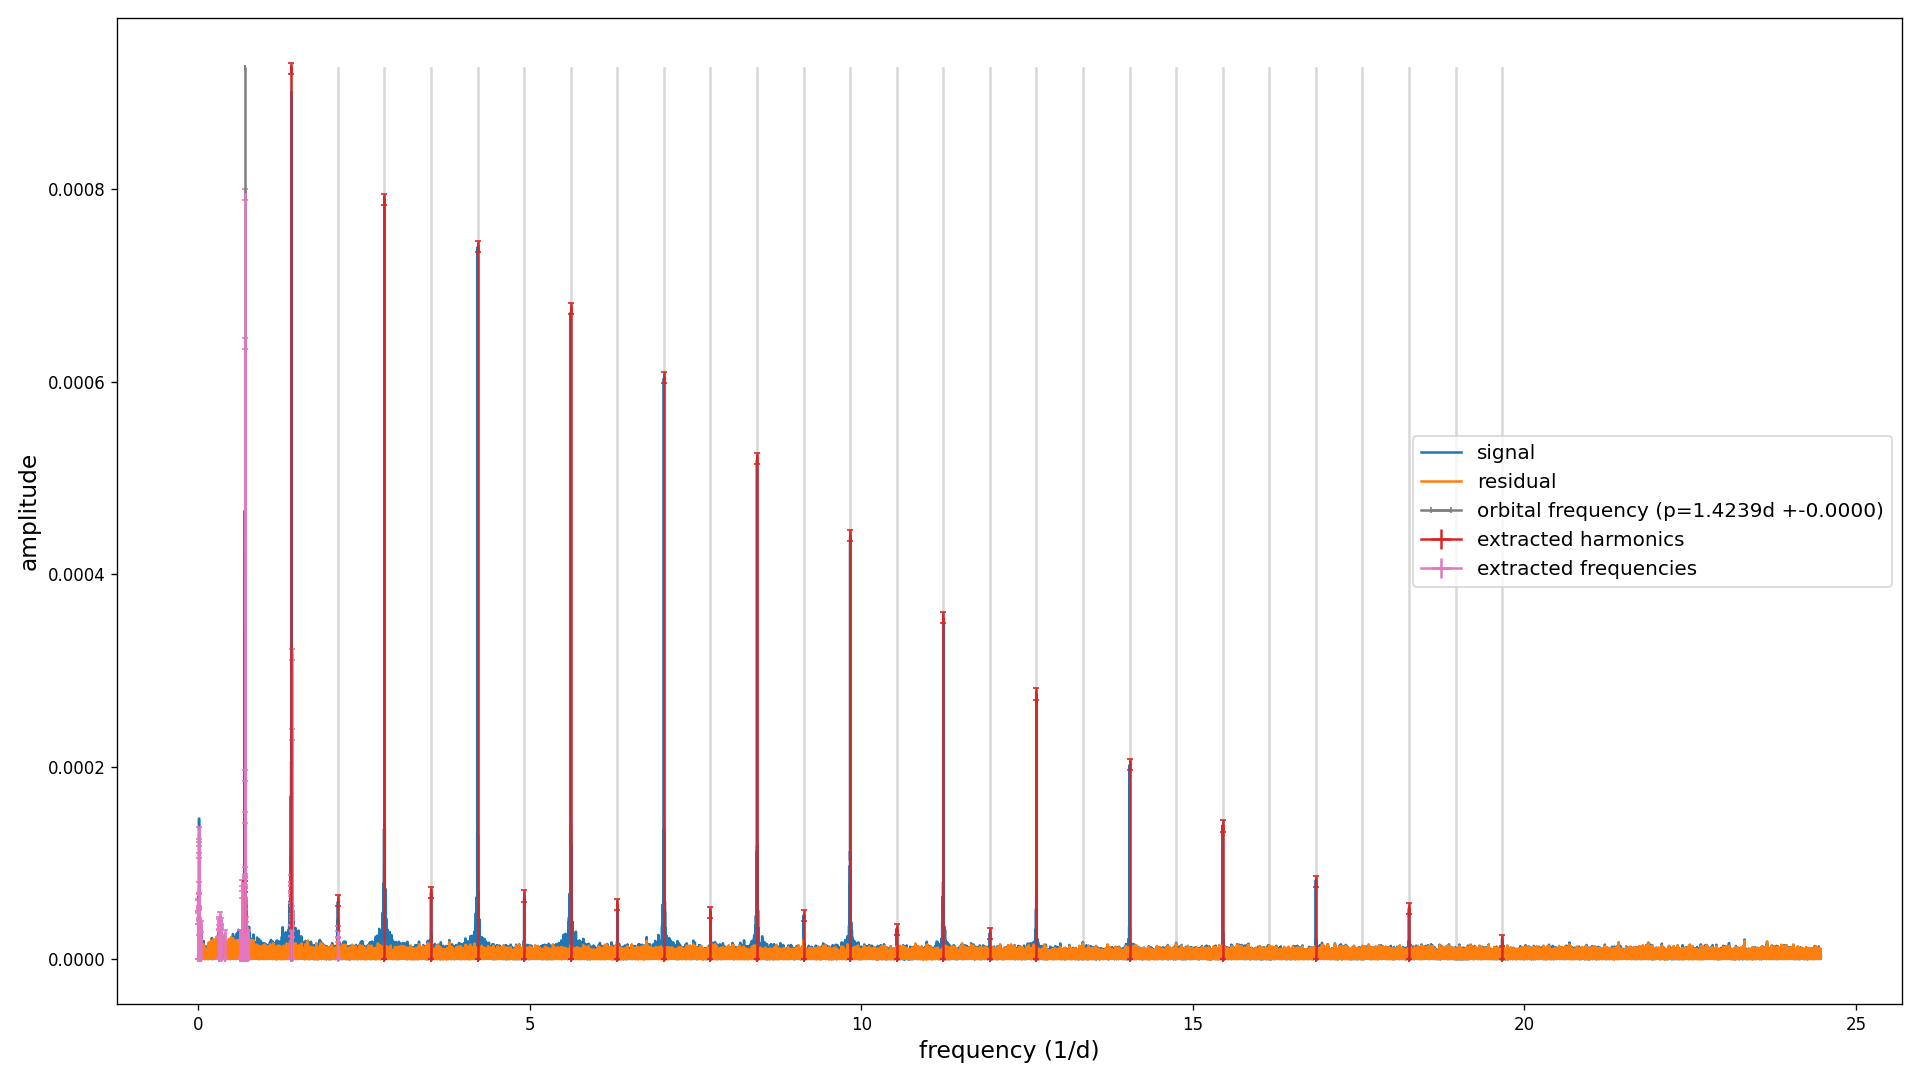 amplitude
0.0008
0.0006
0.0004
0.0002
0.0000
signal
residual
orbital frequency (p=1.4239d +-0.0000)
extracted harmonics
extracted frequencies
0 5 10 15 20 25
frequency (1/d)